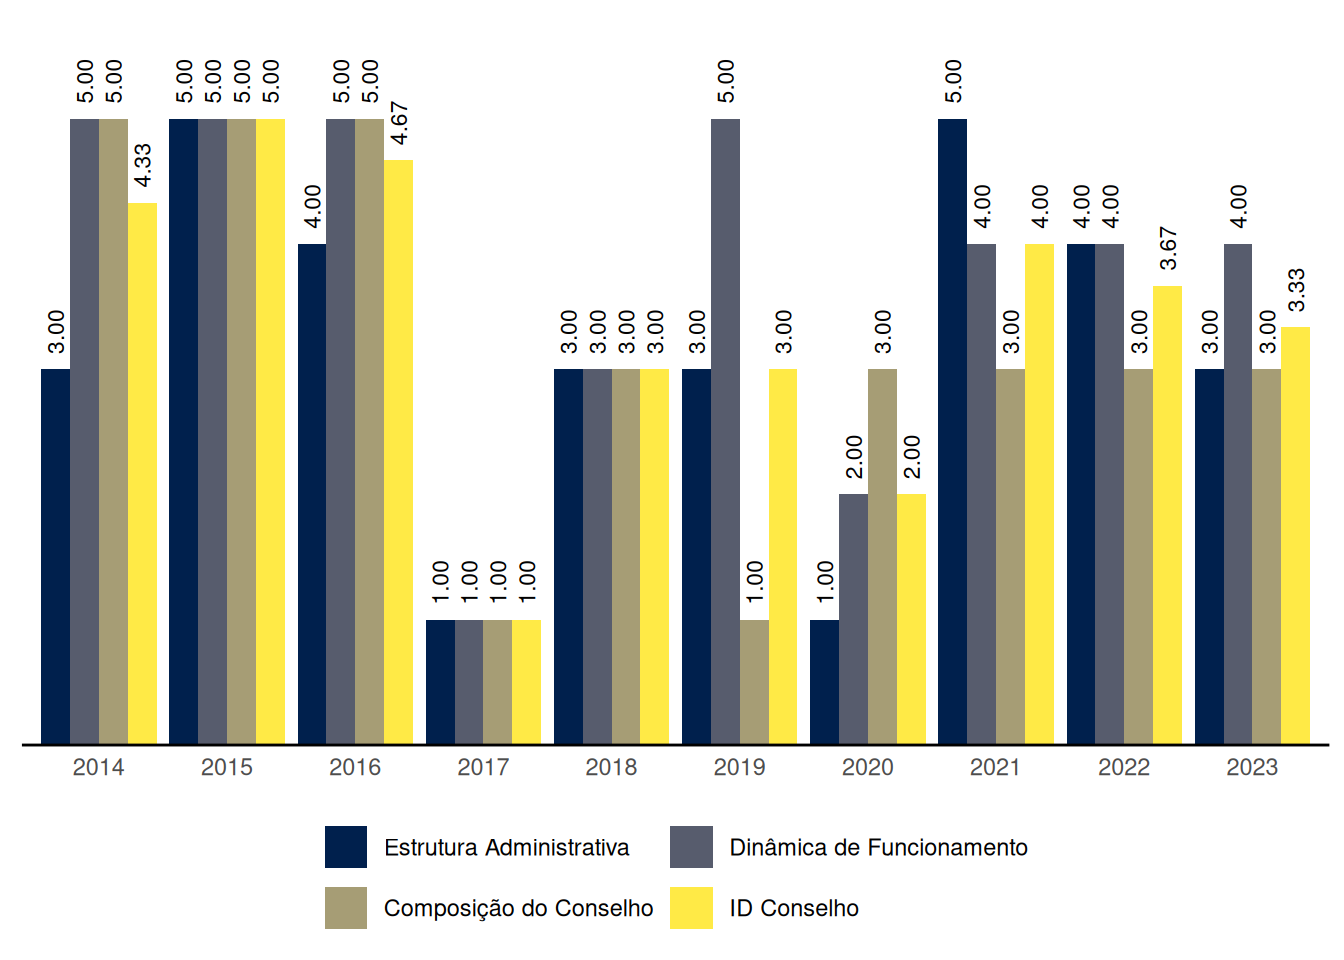 3.00 5.00 5.00 4.33 5.00 5.00 5.00 5.00 4.00 5.00 5.00 4.67 1.00 1.00 1.00 1.00 3.00 3.00 3.00 3.00 3.00 5.00 1.00 3.00 1.00 2.00 3.00 2.00 5.00 4.00 3.00 4.00 4.00 4.00 3.00 3.67 3.00 4.00 3.00 3.33
2014 2015 2016 2017 2018 2019 2020 2021 2022 2023
Estrutura Administrativa Dinâmica de Funcionamento
Composição do Conselho ID Conselho